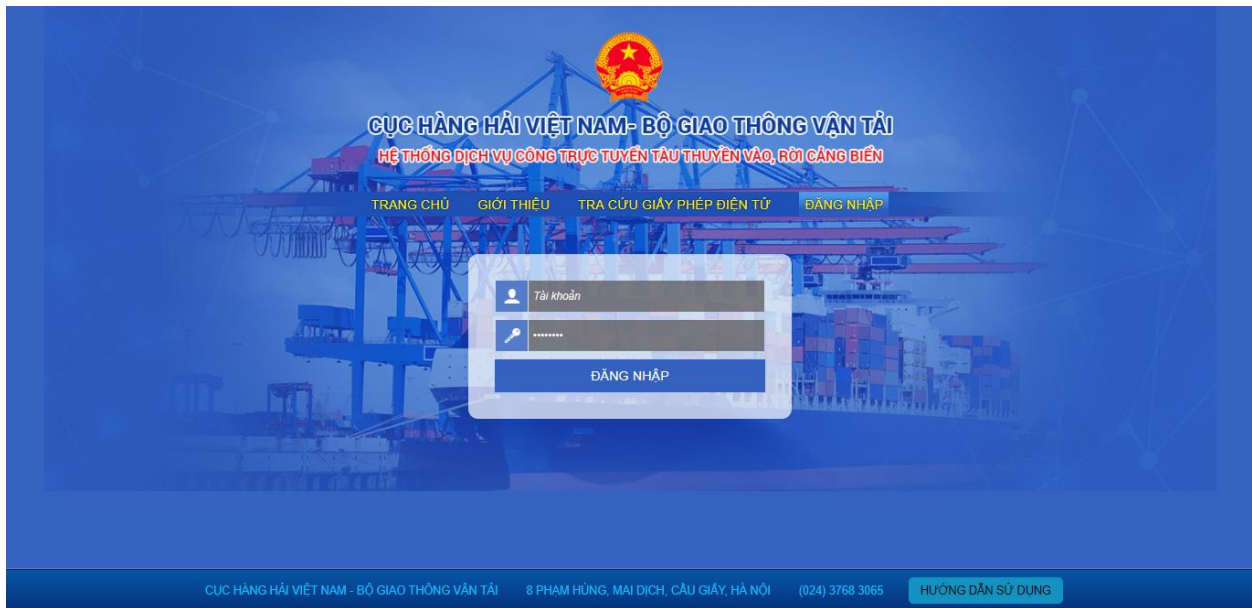 CỤC HÀNG HẢI VIỆT NAM- BỘ GIAO THÔNG VẬN TẢI
HỆ THỐNG DỊCH VỤ CÔNG TRỰC TUYẾN TÀU THUYỀN VÀO, RỜI CẢNG BIỂN
TRANG CHỦ GIỚI THIỆU TRA CỨU GIẤY PHÉP ĐIỆN TỬ ĐĂNG NHẬP
Tài khoản
••••••••
ĐĂNG NHẬP
CỤC HÀNG HẢI VIỆT NAM - BỘ GIAO THÔNG VẬN TẢI 8 PHẠM HÙNG, MAI DỊCH, CẦU GIẤY, HÀ NỘI (024) 3768 3065 HƯỚNG DẪN SỬ DỤNG